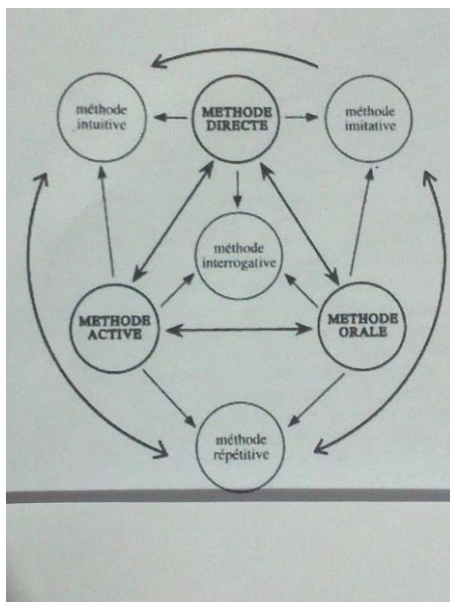 méthode
intuitive
METHODE
DIRECTE
méthode
imitative
méthode
interrogative
METHODE
ACTIVE
METHODE
ORALE
méthode
répétitive